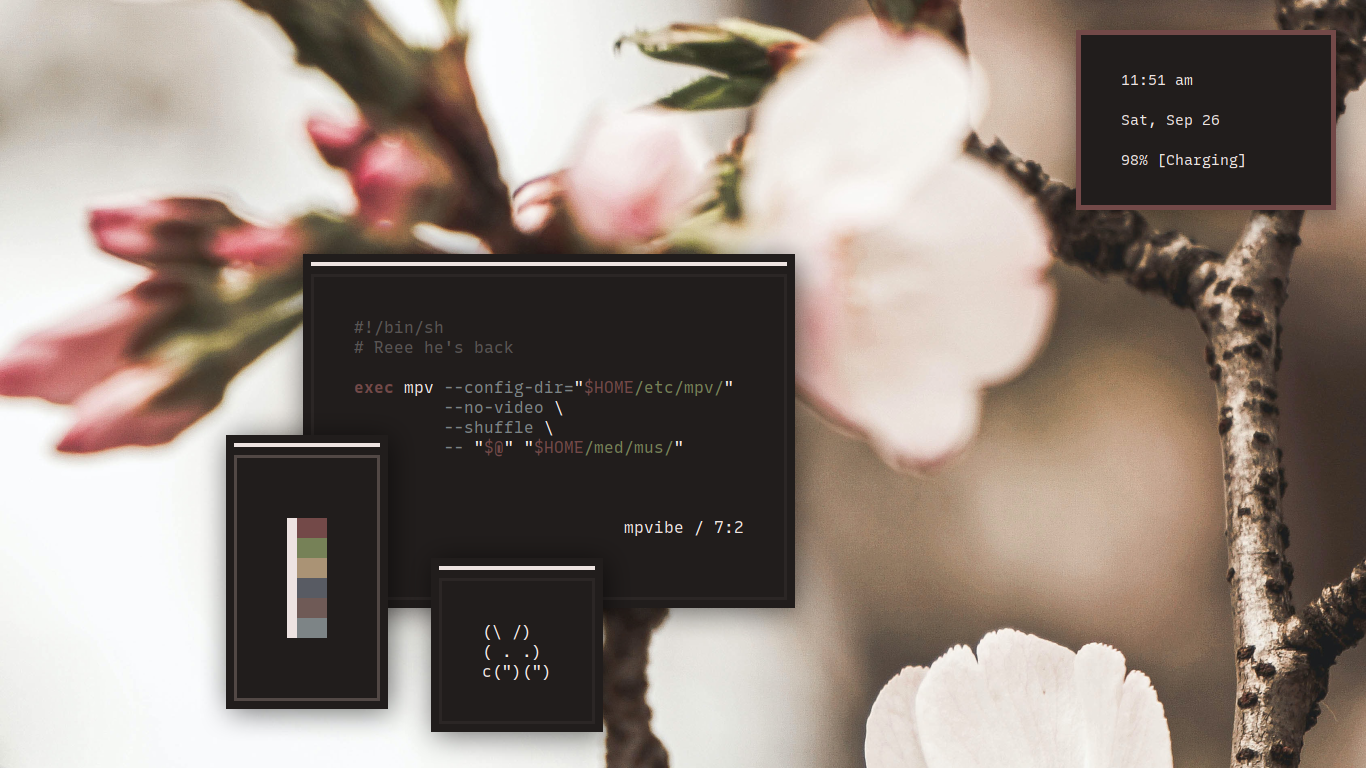 11:51 am
Sat, Sep 26
98% [Charging]
#!/bin/sh
# Reee he's back
exec mpv --config-dir="$HOME/etc/mpv/"
--no-video \
--shuffle \
-- "$@" "$HOME/med/mus/"
mpvibe / 7:2
(\ /)
( . .)
c(")(")